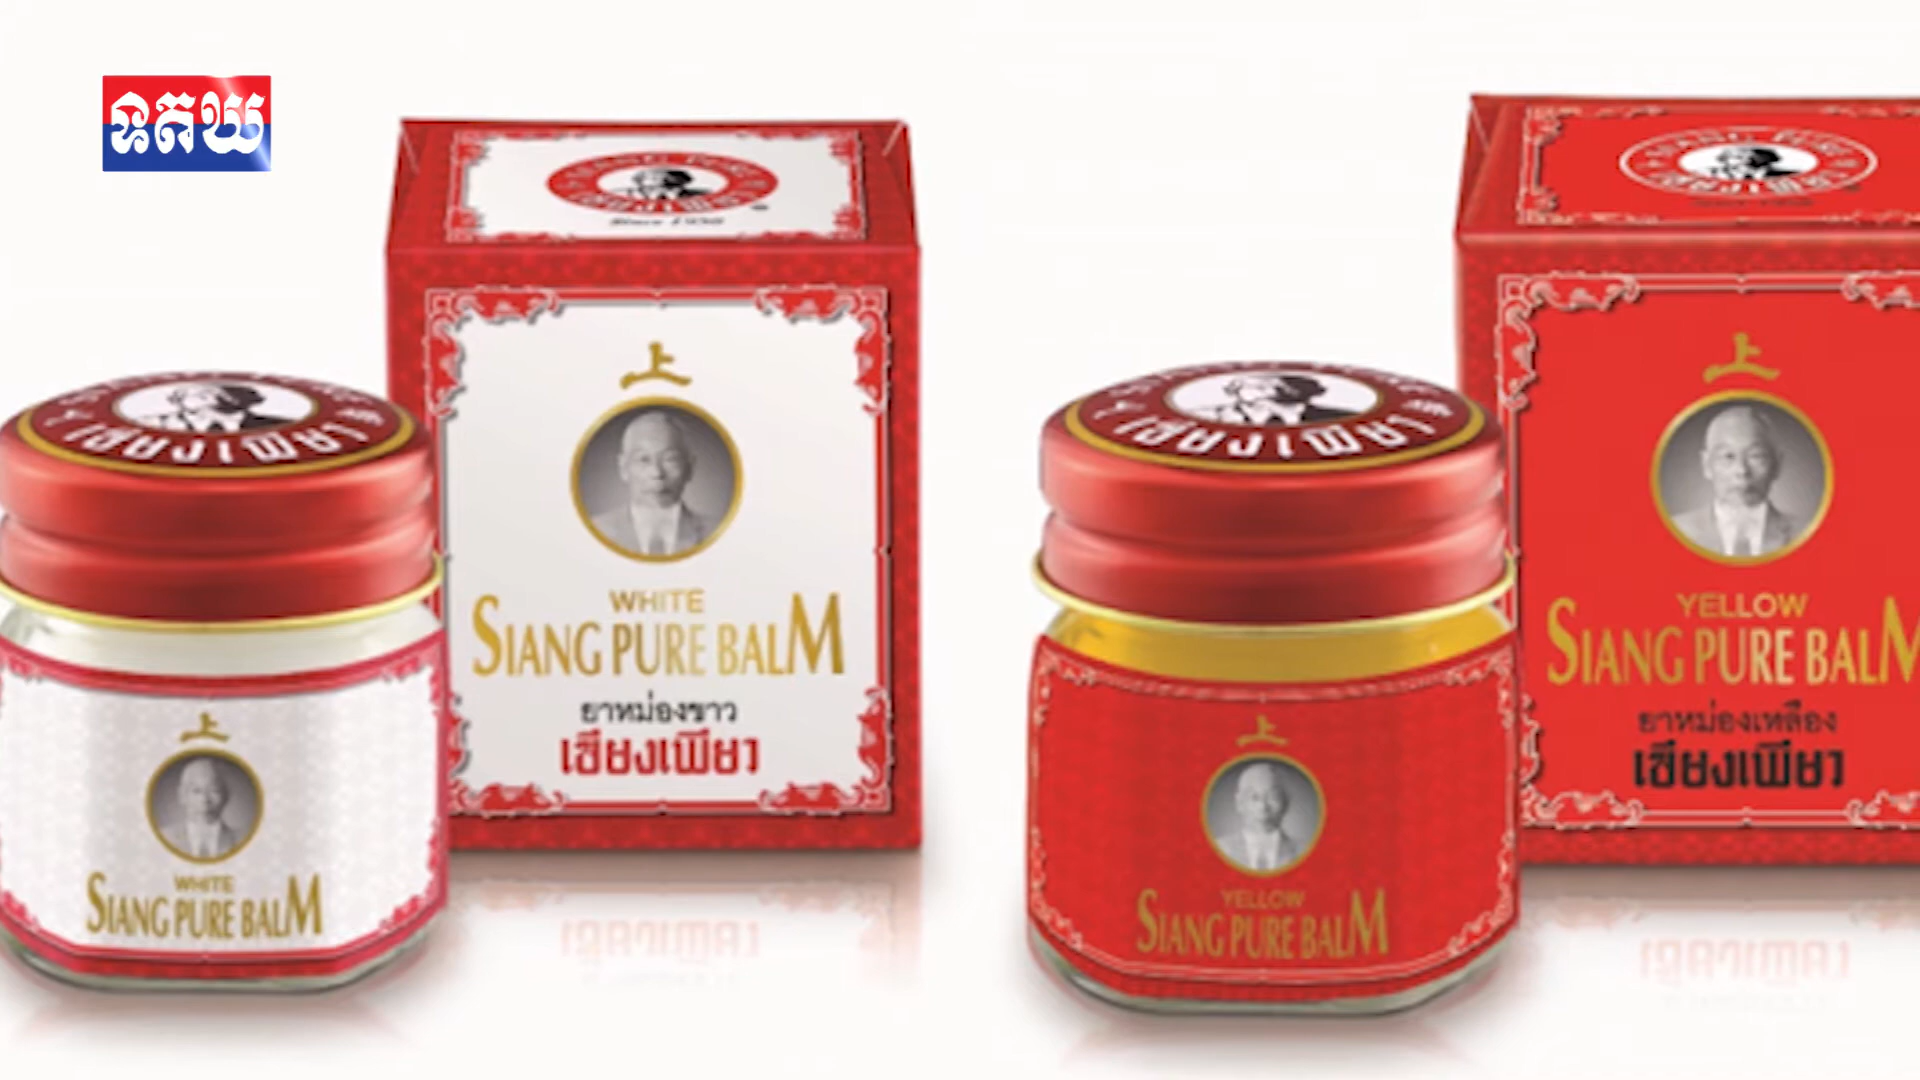 ទតឃ
上
WHITE
SIANG PURE BALM
ยาหม่องขาว
เซียงเพียว
เซียงเพียว
上
WHITE
SIANG PURE BALM
上
YELLOW
SIANG PURE BALM
ยาหม่องเหลือง
เซียงเพียว
เซียงเพียว
上
YELLOW
SIANG PURE BALM